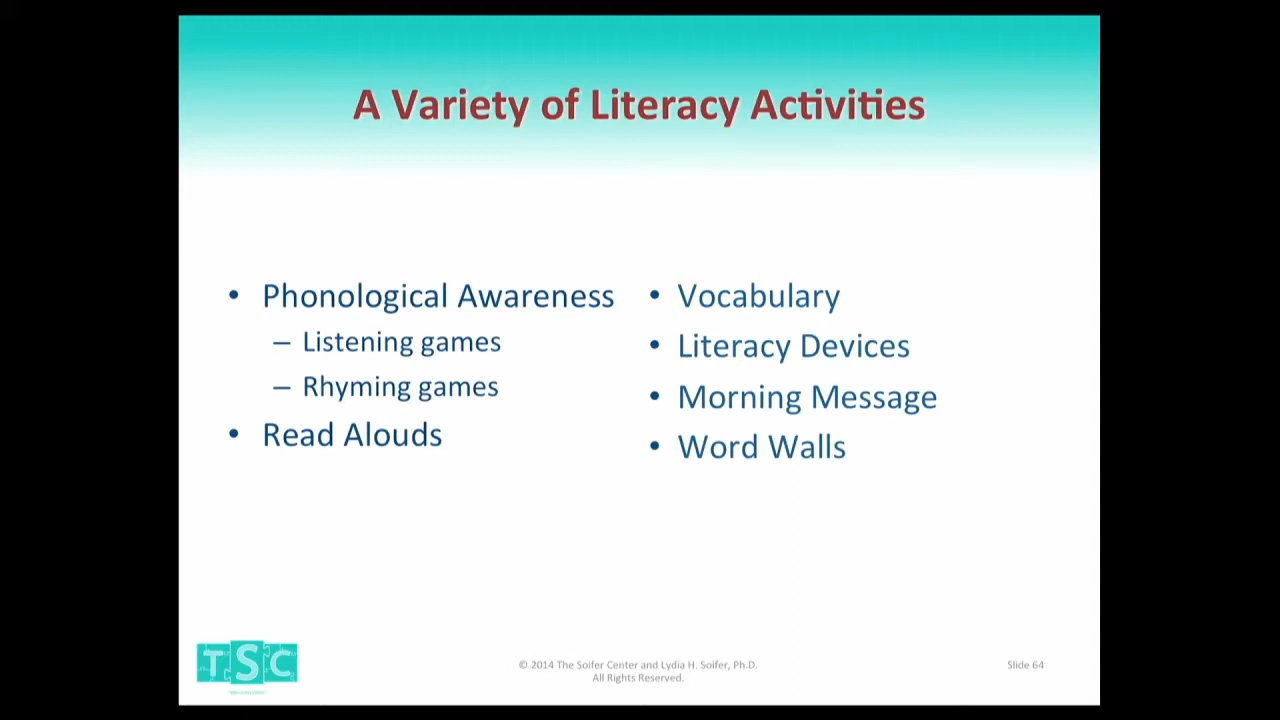 A Variety of Literacy Activities
• Phonological Awareness
– Listening games
– Rhyming games
• Read Alouds
• Vocabulary
• Literacy Devices
• Morning Message
• Word Walls
TSC
© 2014 The Soifer Center and Lydia H. Soifer, Ph.D.
All Rights Reserved.
Slide 64